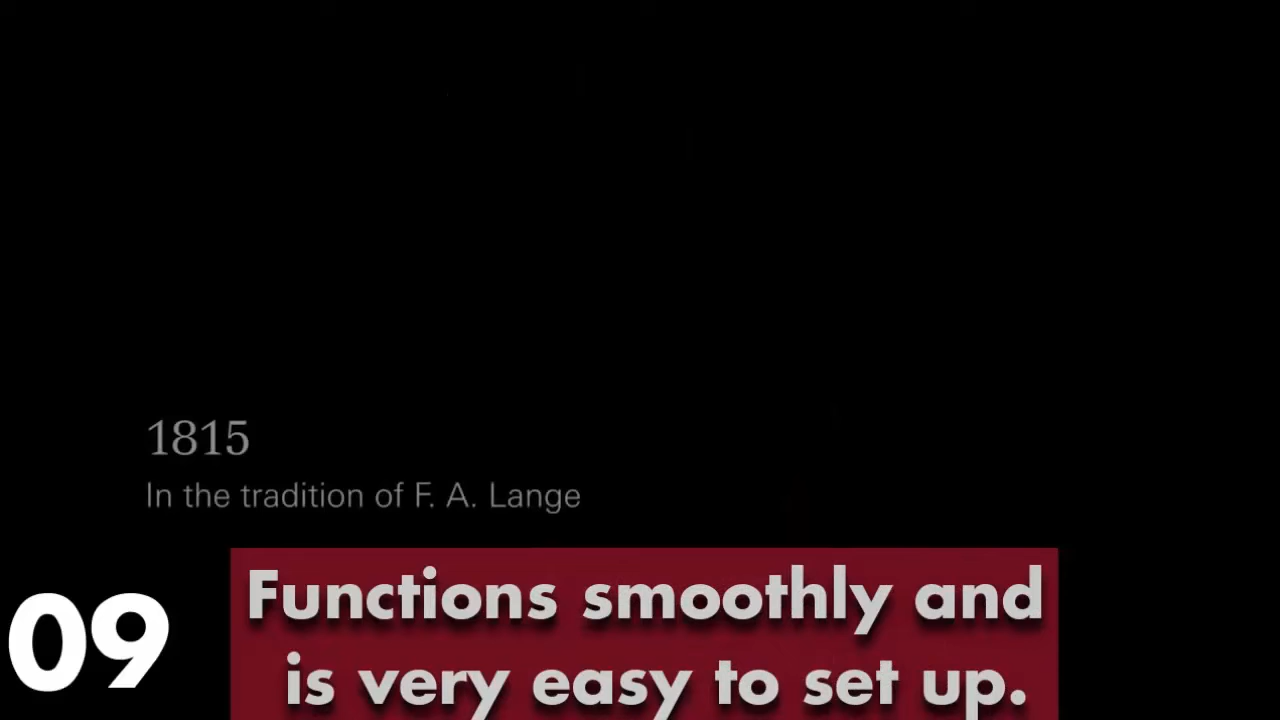 1815
In the tradition of F. A. Lange
09
Functions smoothly and
is very easy to set up.